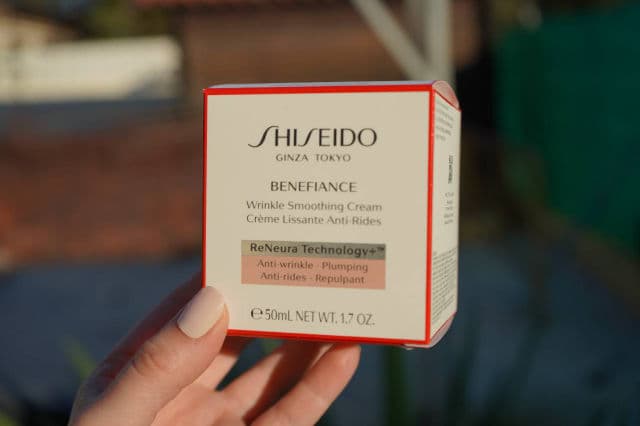 SHISEIDO
GINZA TOKYO
BENEFIANCE
Wrinkle Smoothing Cream
Crème Lissante Anti-Rides
ReNeura Technology+™
Anti-wrinkle · Plumping
Anti-rides · Repulpant
℮ 50mL NET WT. 1.7 OZ.